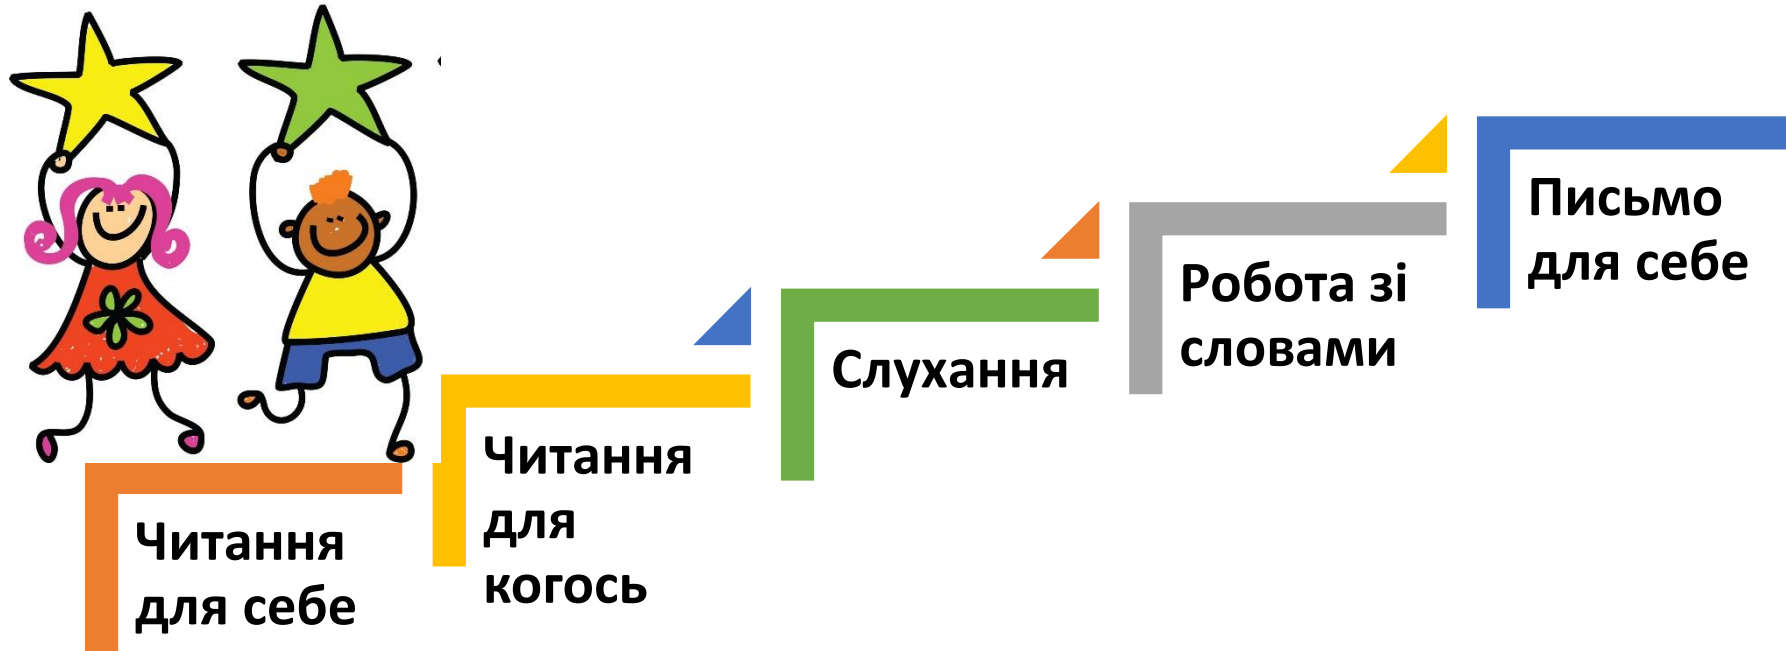 Читання
для себе
Читання
для
когось
Слухання
Робота зі
словами
Письмо
для себе